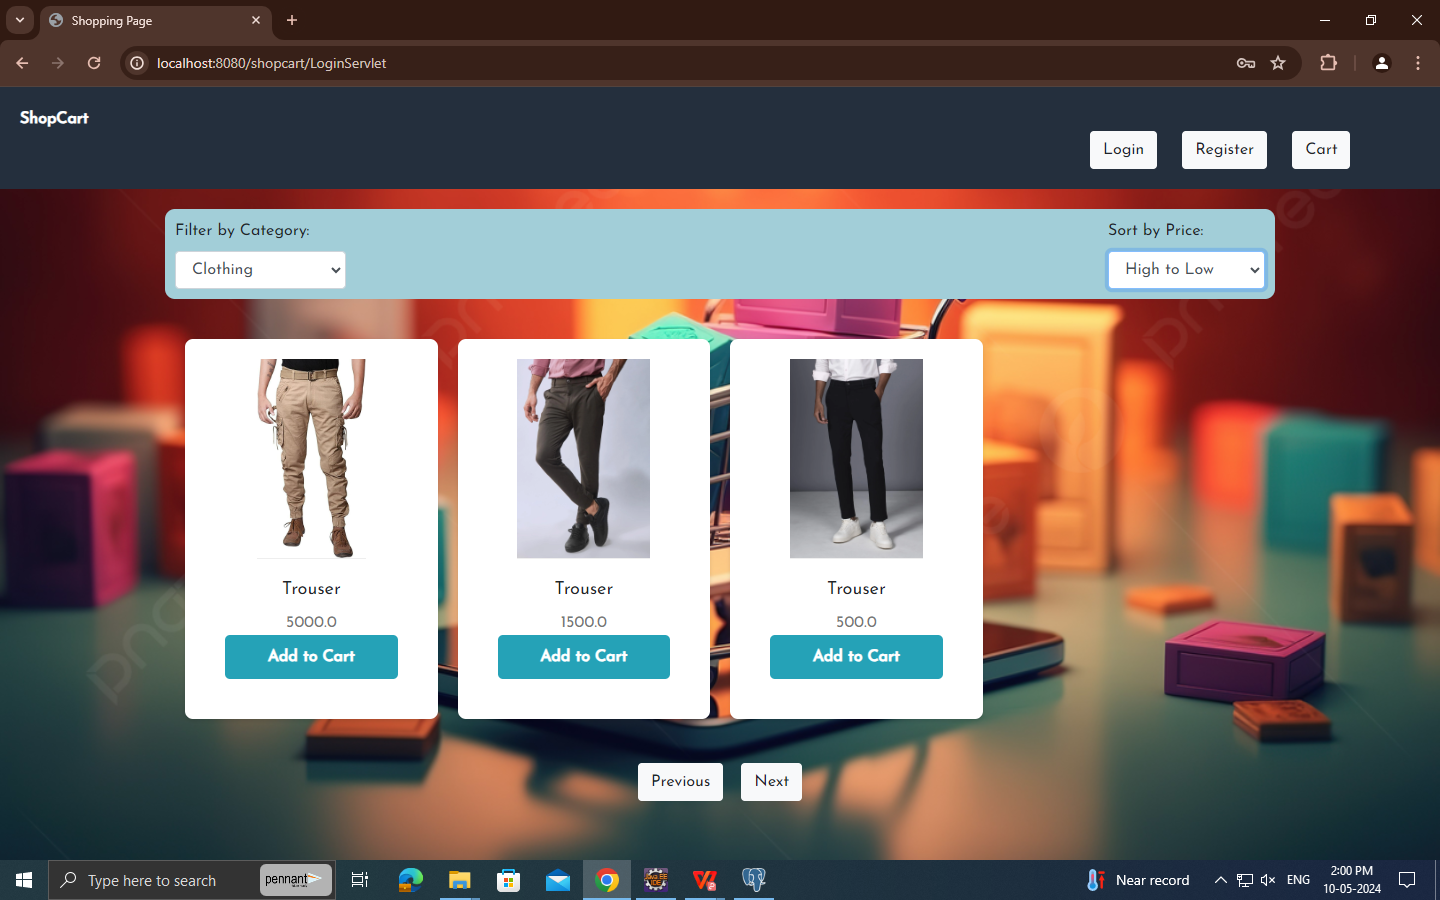 Shopping Page
localhost:8080/shopcart/LoginServlet
ShopCart
Login
Register
Cart
Filter by Category:
Sort by Price:
Clothing
High to Low
Trouser
5000.0
Add to Cart
Trouser
1500.0
Add to Cart
Trouser
500.0
Add to Cart
Previous
Next
Type here to search
pennant
Near record
ENG
2:00 PM
10-05-2024